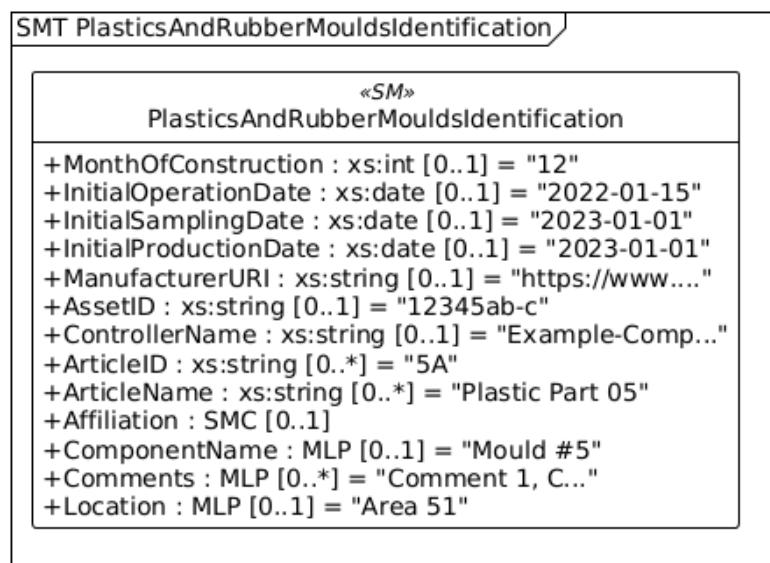 SMT PlasticsAndRubberMouldsIdentification
«SM»
PlasticsAndRubberMouldsIdentification
+MonthOfConstruction : xs:int [0..1] = "12"
+InitialOperationDate : xs:date [0..1] = "2022-01-15"
+InitialSamplingDate : xs:date [0..1] = "2023-01-01"
+InitialProductionDate : xs:date [0..1] = "2023-01-01"
+ManufacturerURI : xs:string [0..1] = "https://www...."
+AssetID : xs:string [0..1] = "12345ab-c"
+ControllerName : xs:string [0..1] = "Example-Comp..."
+ArticleID : xs:string [0..*] = "5A"
+ArticleName : xs:string [0..*] = "Plastic Part 05"
+Affiliation : SMC [0..1]
+ComponentName : MLP [0..1] = "Mould #5"
+Comments : MLP [0..*] = "Comment 1, C..."
+Location : MLP [0..1] = "Area 51"